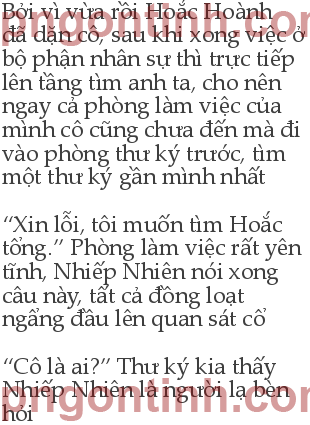 Bởi vì vừa rồi Hoắc Hoành
đã dặn cô, sau khi xong việc ở
bộ phận nhân sự thì trực tiếp
lên tầng tìm anh ta, cho nên
ngay cả phòng làm việc của
mình cô cũng chưa đến mà đi
vào phòng thư ký trước, tìm
một thư ký gần mình nhất
“Xin lỗi, tôi muốn tìm Hoắc
tổng.” Phòng làm việc rất yên
tĩnh, Nhiếp Nhiên nói xong
câu này, tất cả đồng loạt
ngẩng đầu lên quan sát cô
“Cô là ai?” Thư ký kia thấy
Nhiếp Nhiên là người lạ bèn
hỏi
pngontinh.com
pngontinh.com